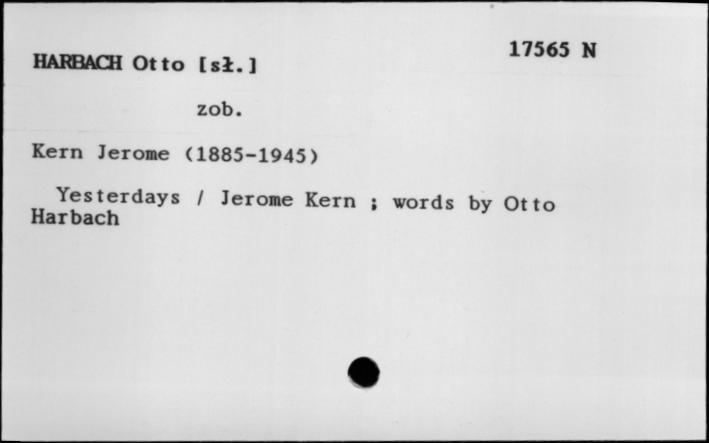 17565 N
HARBACH Otto [sł.]
zob.
Kern Jerome (1885-1945)
Yesterdays / Jerome Kern ; words by Otto
Harbach